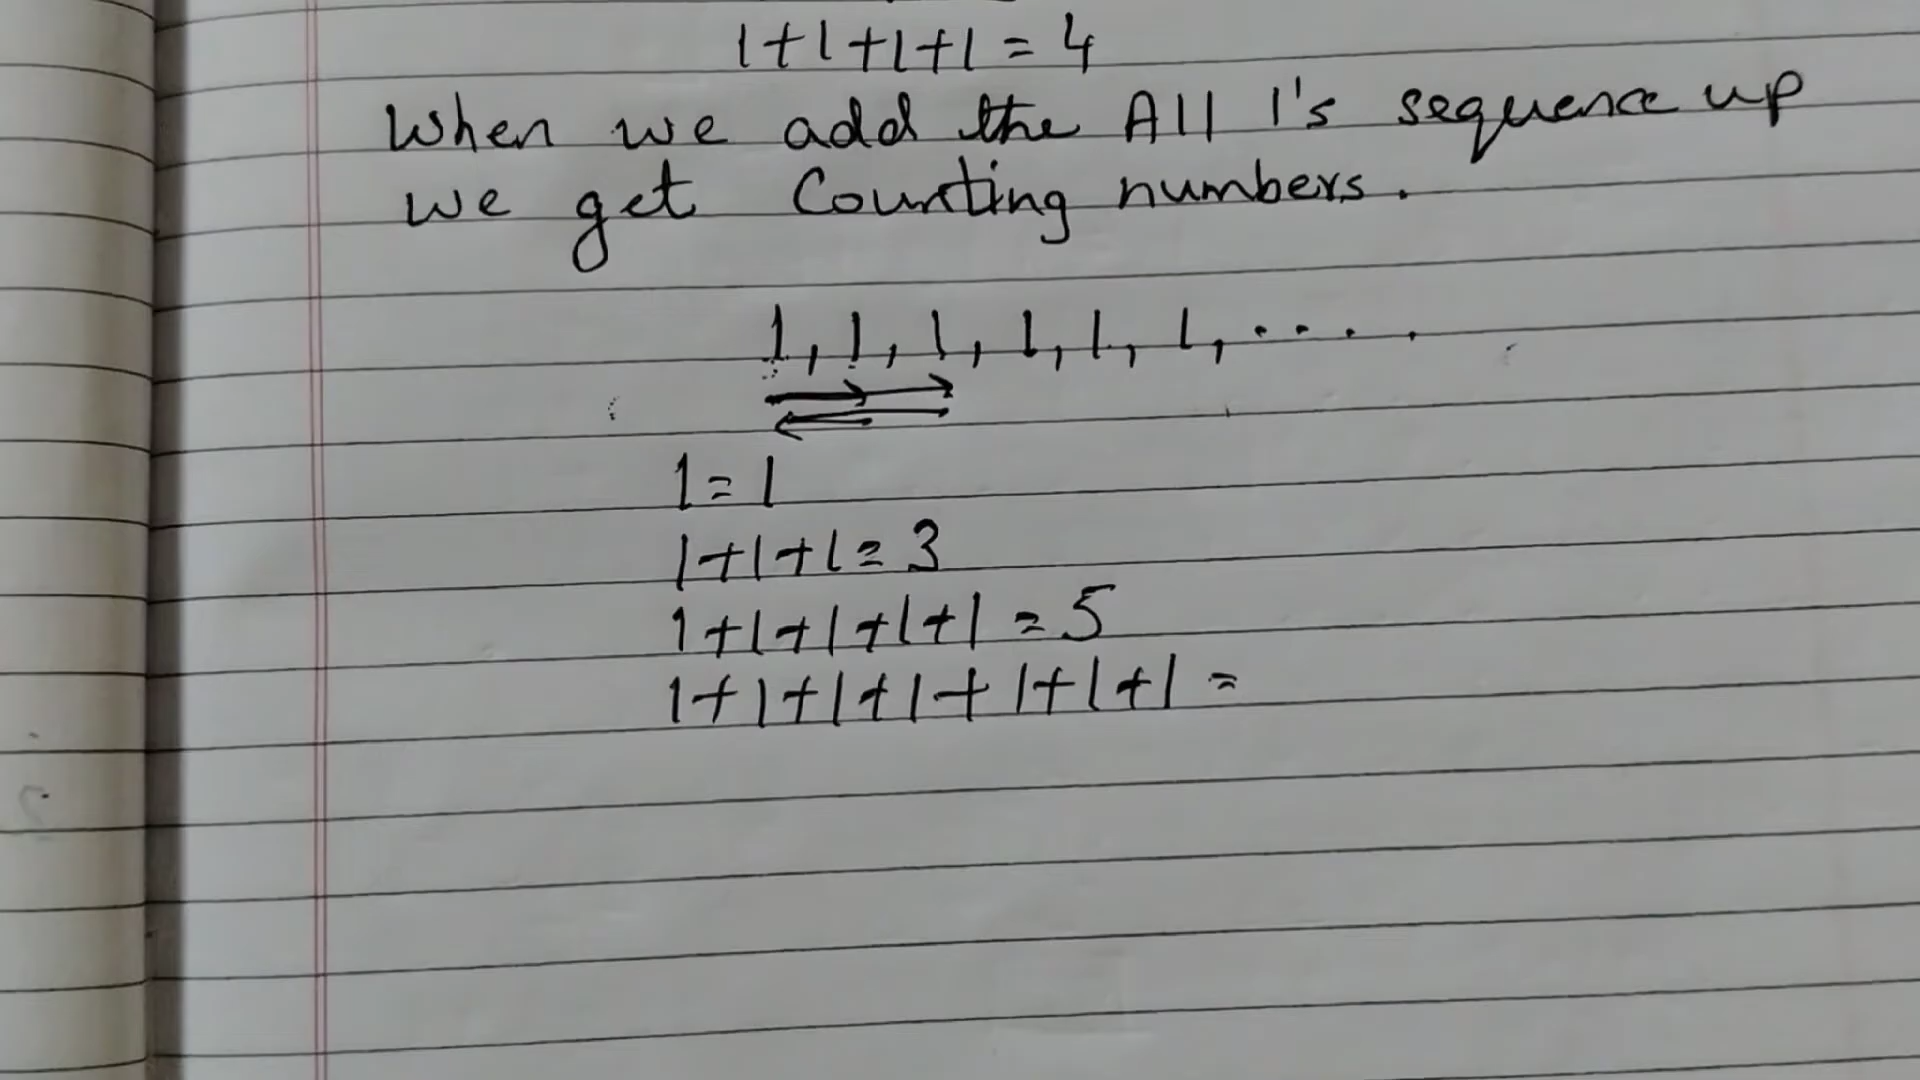 1+1+1+1 = 4
When we add the All 1's sequence up
we get Counting numbers.
1, 1, 1, 1, 1, 1, . . . .
1 = 1
1+1+1 = 3
1+1+1+1+1 = 5
1+1+1+1+1+1+1 =